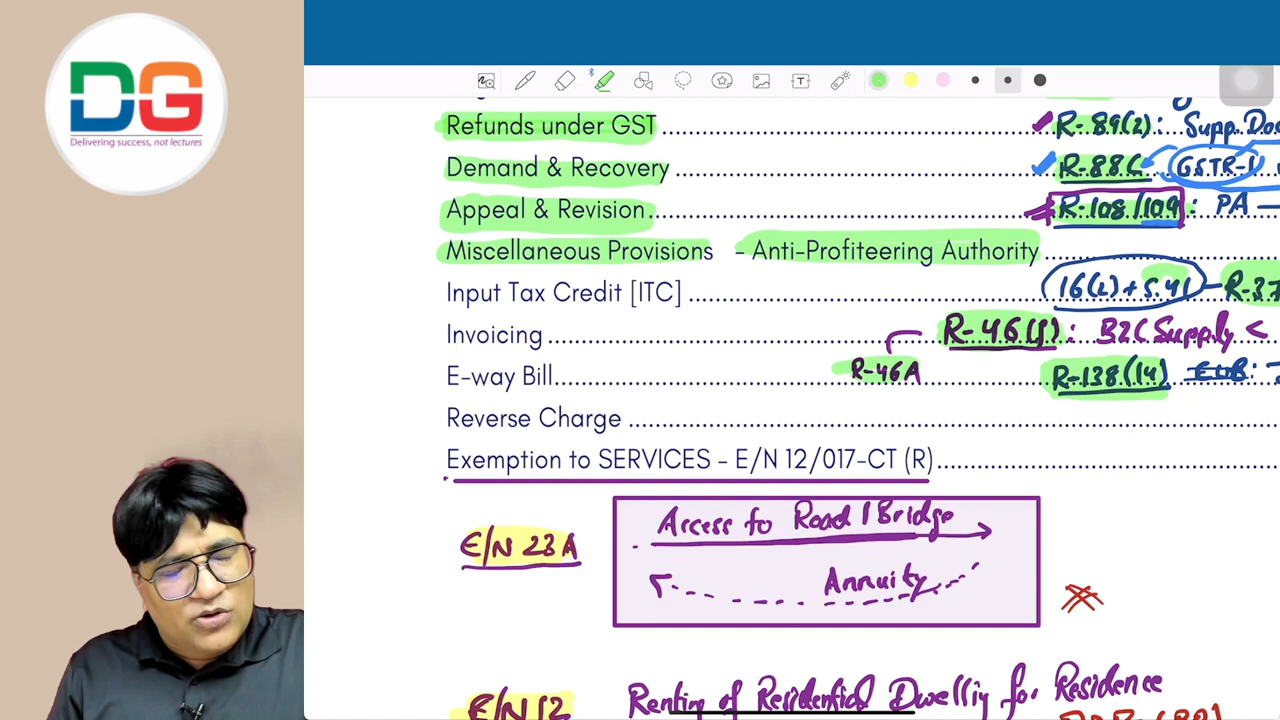 DG
Delivering success, not lectures
Refunds under GST R-89(2): Supp. Doc
Demand & Recovery R-88C GSTR-1
Appeal & Revision R-108/109: PA —
Miscellaneous Provisions - Anti-Profiteering Authority
Input Tax Credit [ITC] 16(2) + S.41 — R-37
Invoicing R-46(f): B2C Supply <
R-46A
E-way Bill R-138(14) EWB:
Reverse Charge
Exemption to SERVICES - E/N 12/017-CT (R)
E/N 23A Access to Road / Bridge
Annuity
E/N 12 Renting of Residential Dwelling for Residence